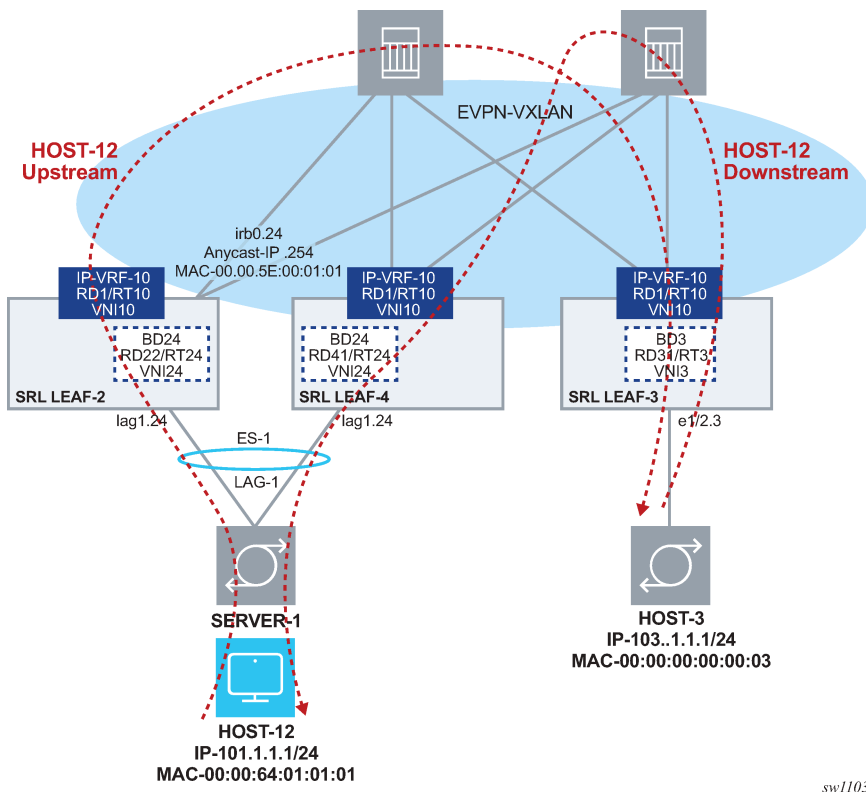 EVPN-VXLAN
HOST-12
Upstream
HOST-12
Downstream
irb0.24
Anycast-IP .254
MAC-00.00.5E:00:01:01
IP-VRF-10
RD1/RT10
VNI10
IP-VRF-10
RD1/RT10
VNI10
IP-VRF-10
RD1/RT10
VNI10
BD24
RD22/RT24
VNI24
BD24
RD41/RT24
VNI24
BD3
RD31/RT3
VNI3
SRL LEAF-2
SRL LEAF-4
SRL LEAF-3
lag1.24
lag1.24
e1/2.3
ES-1
LAG-1
SERVER-1
HOST-3
IP-103..1.1.1/24
MAC-00:00:00:00:00:03
HOST-12
IP-101.1.1.1/24
MAC-00:00:64:01:01:01
sw1103